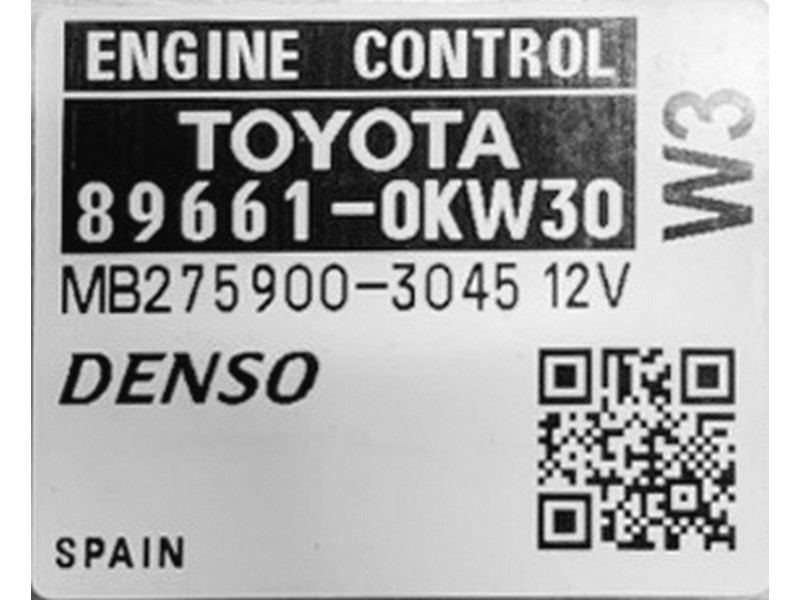 ENGINE CONTROL
TOYOTA
89661-0KW30
MB275900-3045 12V
DENSO
SPAIN
W3